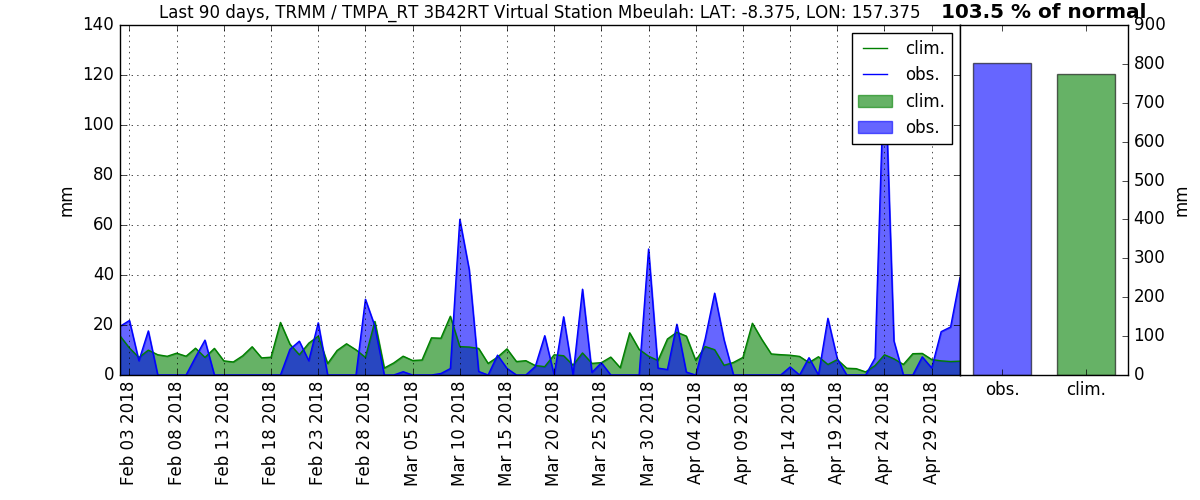 Last 90 days, TRMM / TMPA_RT 3B42RT Virtual Station Mbeulah: LAT: -8.375, LON: 157.375
103.5 % of normal
140
120
100
80
60
40
20
0
mm
clim.
obs.
clim.
obs.
Feb 03 2018
Feb 08 2018
Feb 13 2018
Feb 18 2018
Feb 23 2018
Feb 28 2018
Mar 05 2018
Mar 10 2018
Mar 15 2018
Mar 20 2018
Mar 25 2018
Mar 30 2018
Apr 04 2018
Apr 09 2018
Apr 14 2018
Apr 19 2018
Apr 24 2018
Apr 29 2018
900
800
700
600
500
400
300
200
100
0
mm
obs.
clim.